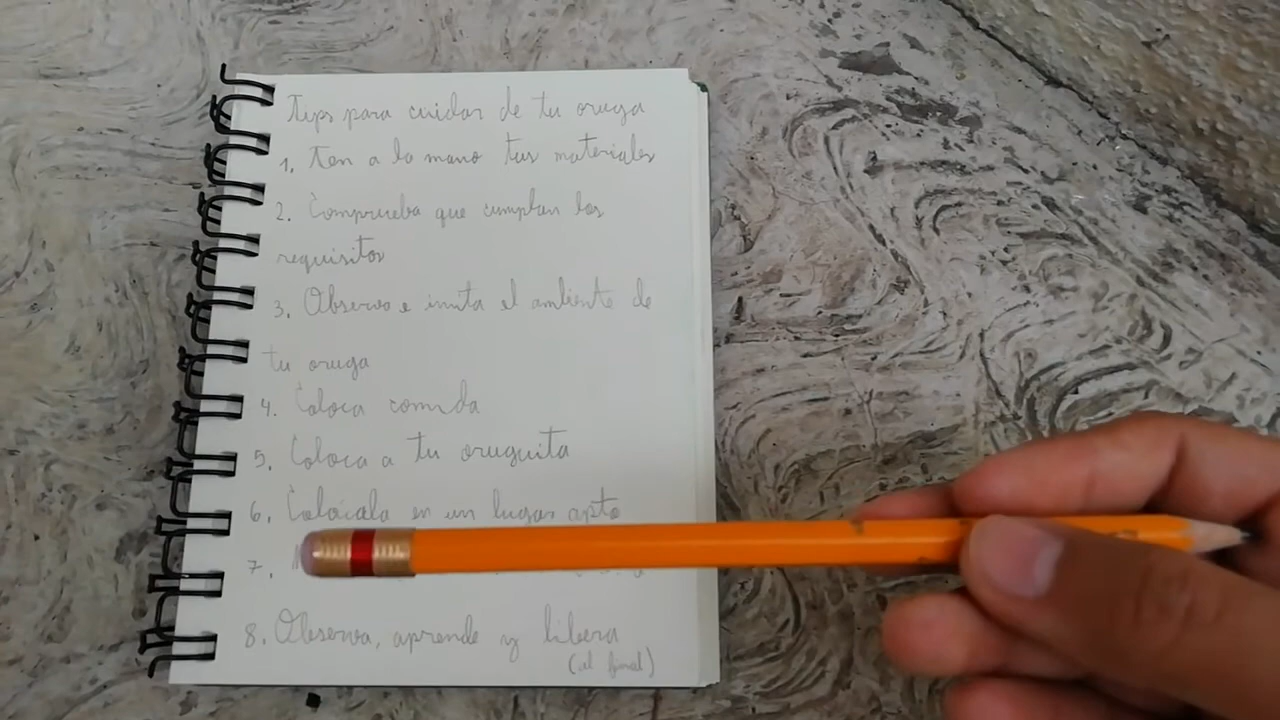 Tips para cuidar de tu oruga
1. Ten a la mano tus materiales
2. Comprueba que cumplan los
requisitos
3. Observa e imita el ambiente de
tu oruga
4. Coloca comida
5. Coloca a tu oruguita
6. Colócala en un lugar apto
7.
8. Observa, aprende y libera
(al final)